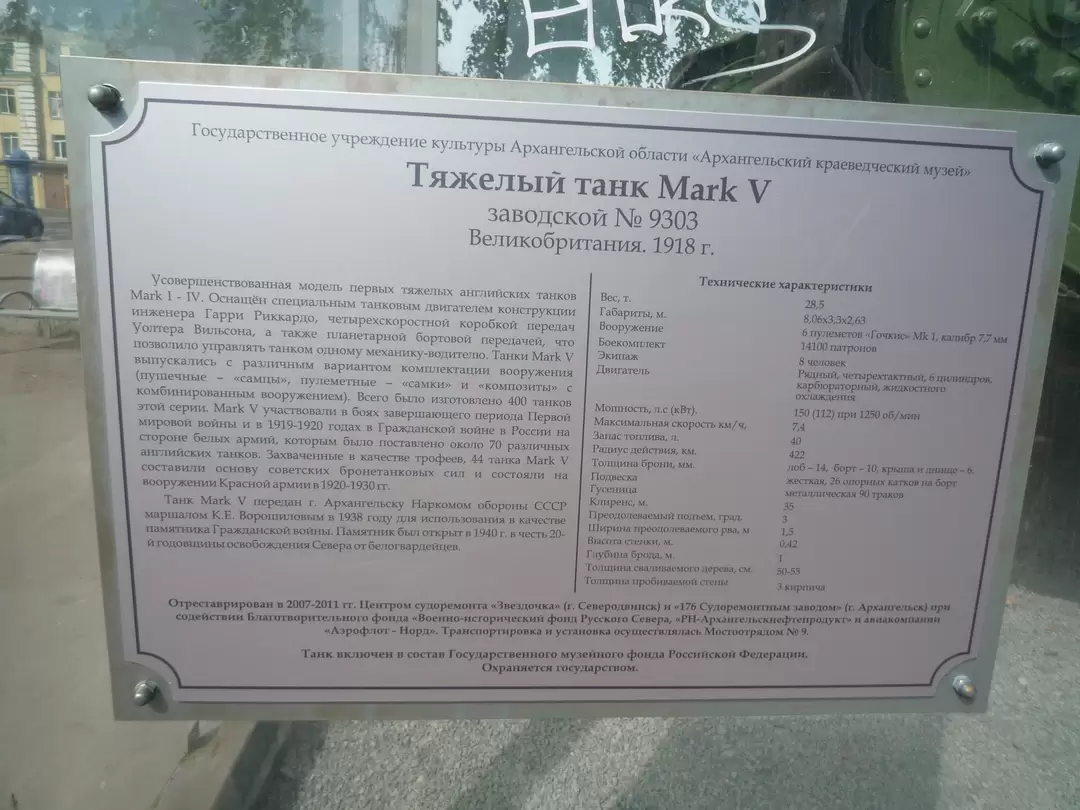 Государственное учреждение культуры Архангельской области «Архангельский краеведческий музей»
Тяжелый танк Mark V
заводской № 9303
Великобритания. 1918 г.
Усовершенствованная модель первых тяжелых английских танков
Mark I - IV. Оснащён специальным танковым двигателем конструкции
инженера Гарри Риккардо, четырехскоростной коробкой передач
Уолтера Вильсона, а также планетарной бортовой передачей, что
позволило управлять танком одному механику-водителю. Танки Mark V
выпускались с различным вариантом комплектации вооружения
(пушечные – «самцы», пулеметные – «самки» и «композиты» с
комбинированным вооружением). Всего было изготовлено 400 танков
этой серии. Mark V участвовали в боях завершающего периода Первой
мировой войны и в 1919-1920 годах в Гражданской войне в России на
стороне белых армий, которым было поставлено около 70 различных
английских танков. Захваченные в качестве трофеев, 44 танка Mark V
составили основу советских бронетанковых сил и состояли на
вооружении Красной армии в 1920-1930 гг.
Танк Mark V передан г. Архангельску Наркомом обороны СССР
маршалом К.Е. Ворошиловым в 1938 году для использования в качестве
памятника Гражданской войны. Памятник был открыт в 1940 г. в честь 20-
й годовщины освобождения Севера от белогвардейцев.
Технические характеристики
Вес, т. 28,5
Габариты, м. 8,06х3,3х2,63
Вооружение 6 пулеметов «Гочкис» Mk 1, калибр 7,7 мм
Боекомплект 14100 патронов
Экипаж 8 человек
Двигатель Рядный, четырехтактный, 6 цилиндров,
карбюраторный, жидкостного
охлаждения
Мощность, л.с (кВт). 150 (112) при 1250 об/мин
Максимальная скорость км/ч, 7,4
Запас топлива, л. 40
Радиус действия, км. 422
Толщина брони, мм. лоб – 14, борт – 10, крыша и днище – 6.
Подвеска жесткая, 26 опорных катков на борт
Гусеница металлическая 90 траков
Клиренс, м. 35
Преодолеваемый подъем, град. 3
Ширина преодолеваемого рва, м 1,5
Высота стенки, м. 0,42
Глубина брода, м. 1
Толщина сваливаемого дерева, см. 50-55
Толщина пробиваемой стены 3 кирпича
Отреставрирован в 2007-2011 гг. Центром судоремонта «Звездочка» (г. Северодвинск) и «176 Судоремонтным заводом» (г. Архангельск) при
содействии Благотворительного фонда «Военно-исторический фонд Русского Севера, «РН-Архангельскнефтепродукт» и авиакомпании
«Аэрофлот - Норд». Транспортировка и установка осуществлялась Мостоотрядом № 9.
Танк включен в состав Государственного музейного фонда Российской Федерации.
Охраняется государством.